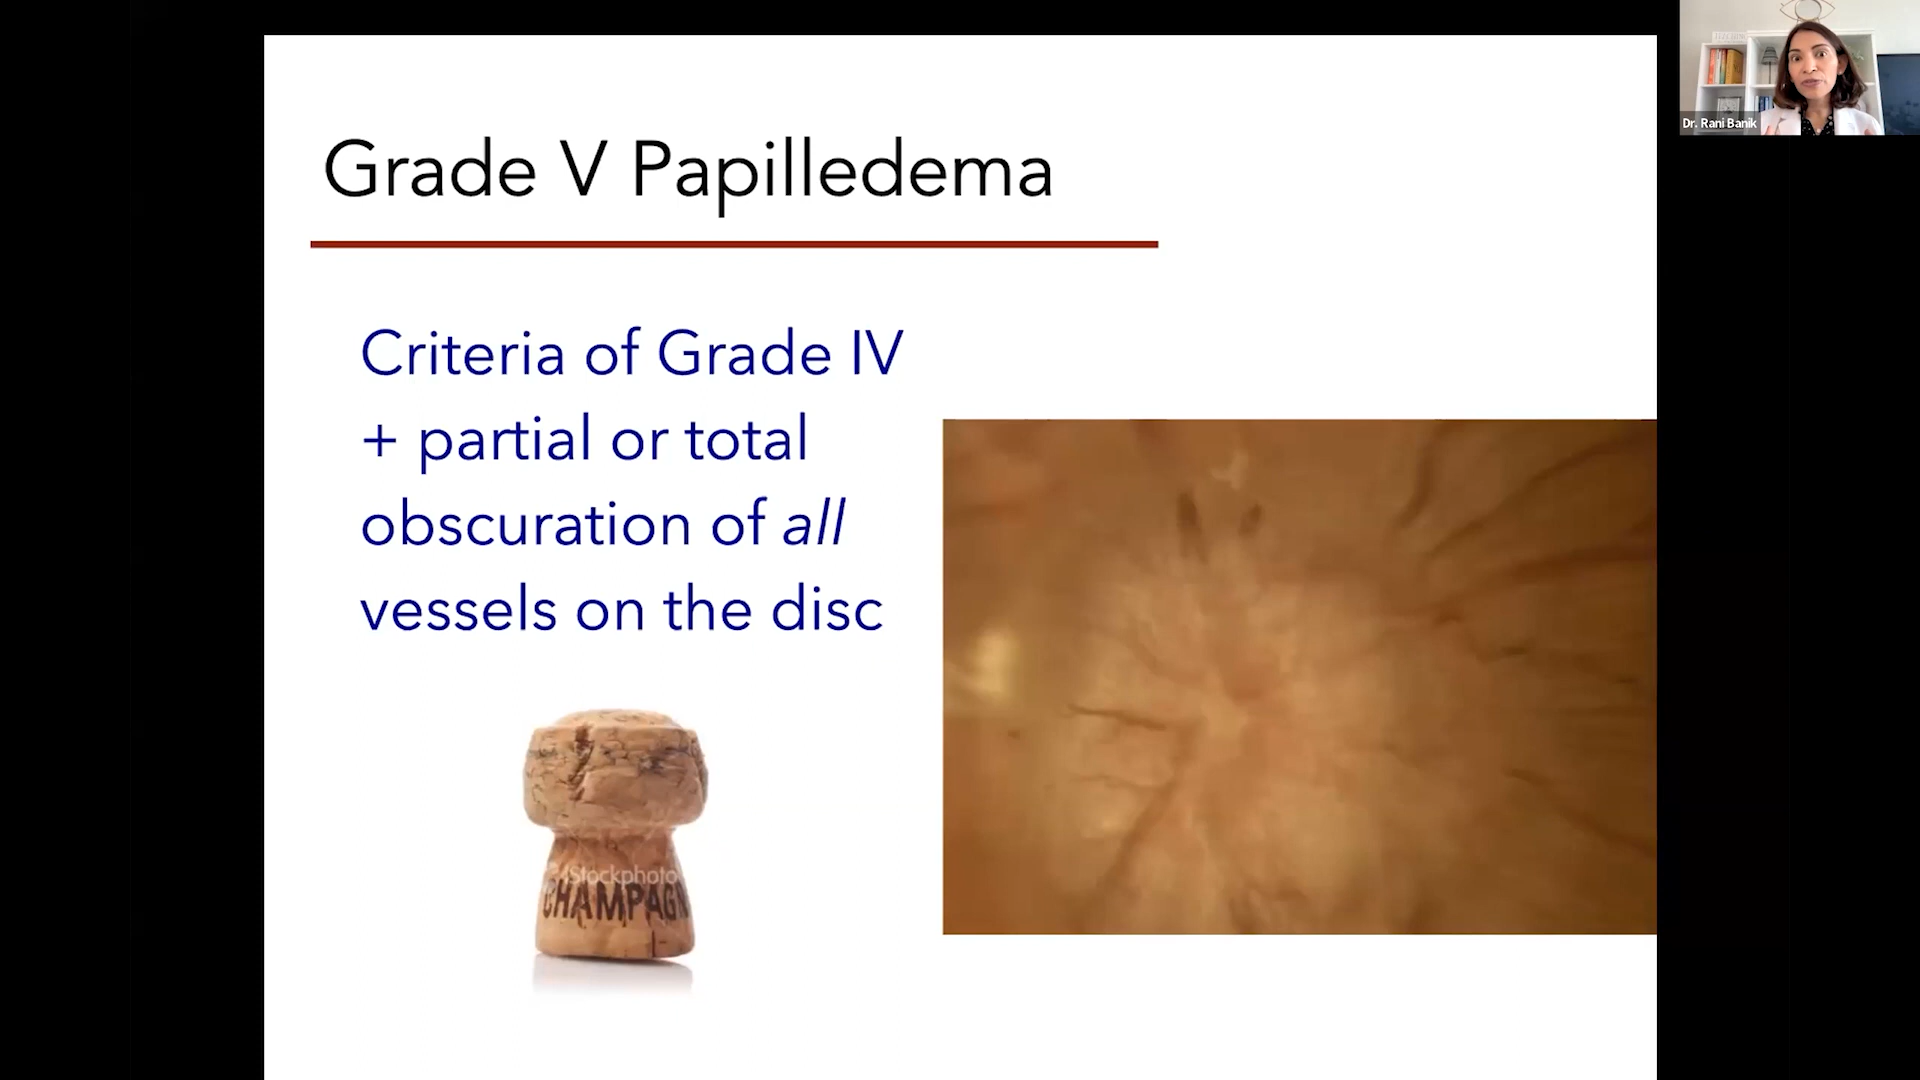 Grade V Papilledema
Criteria of Grade IV
+ partial or total
obscuration of all
vessels on the disc
iStockphoto
CHAMPAGN
Dr. Rani Banik